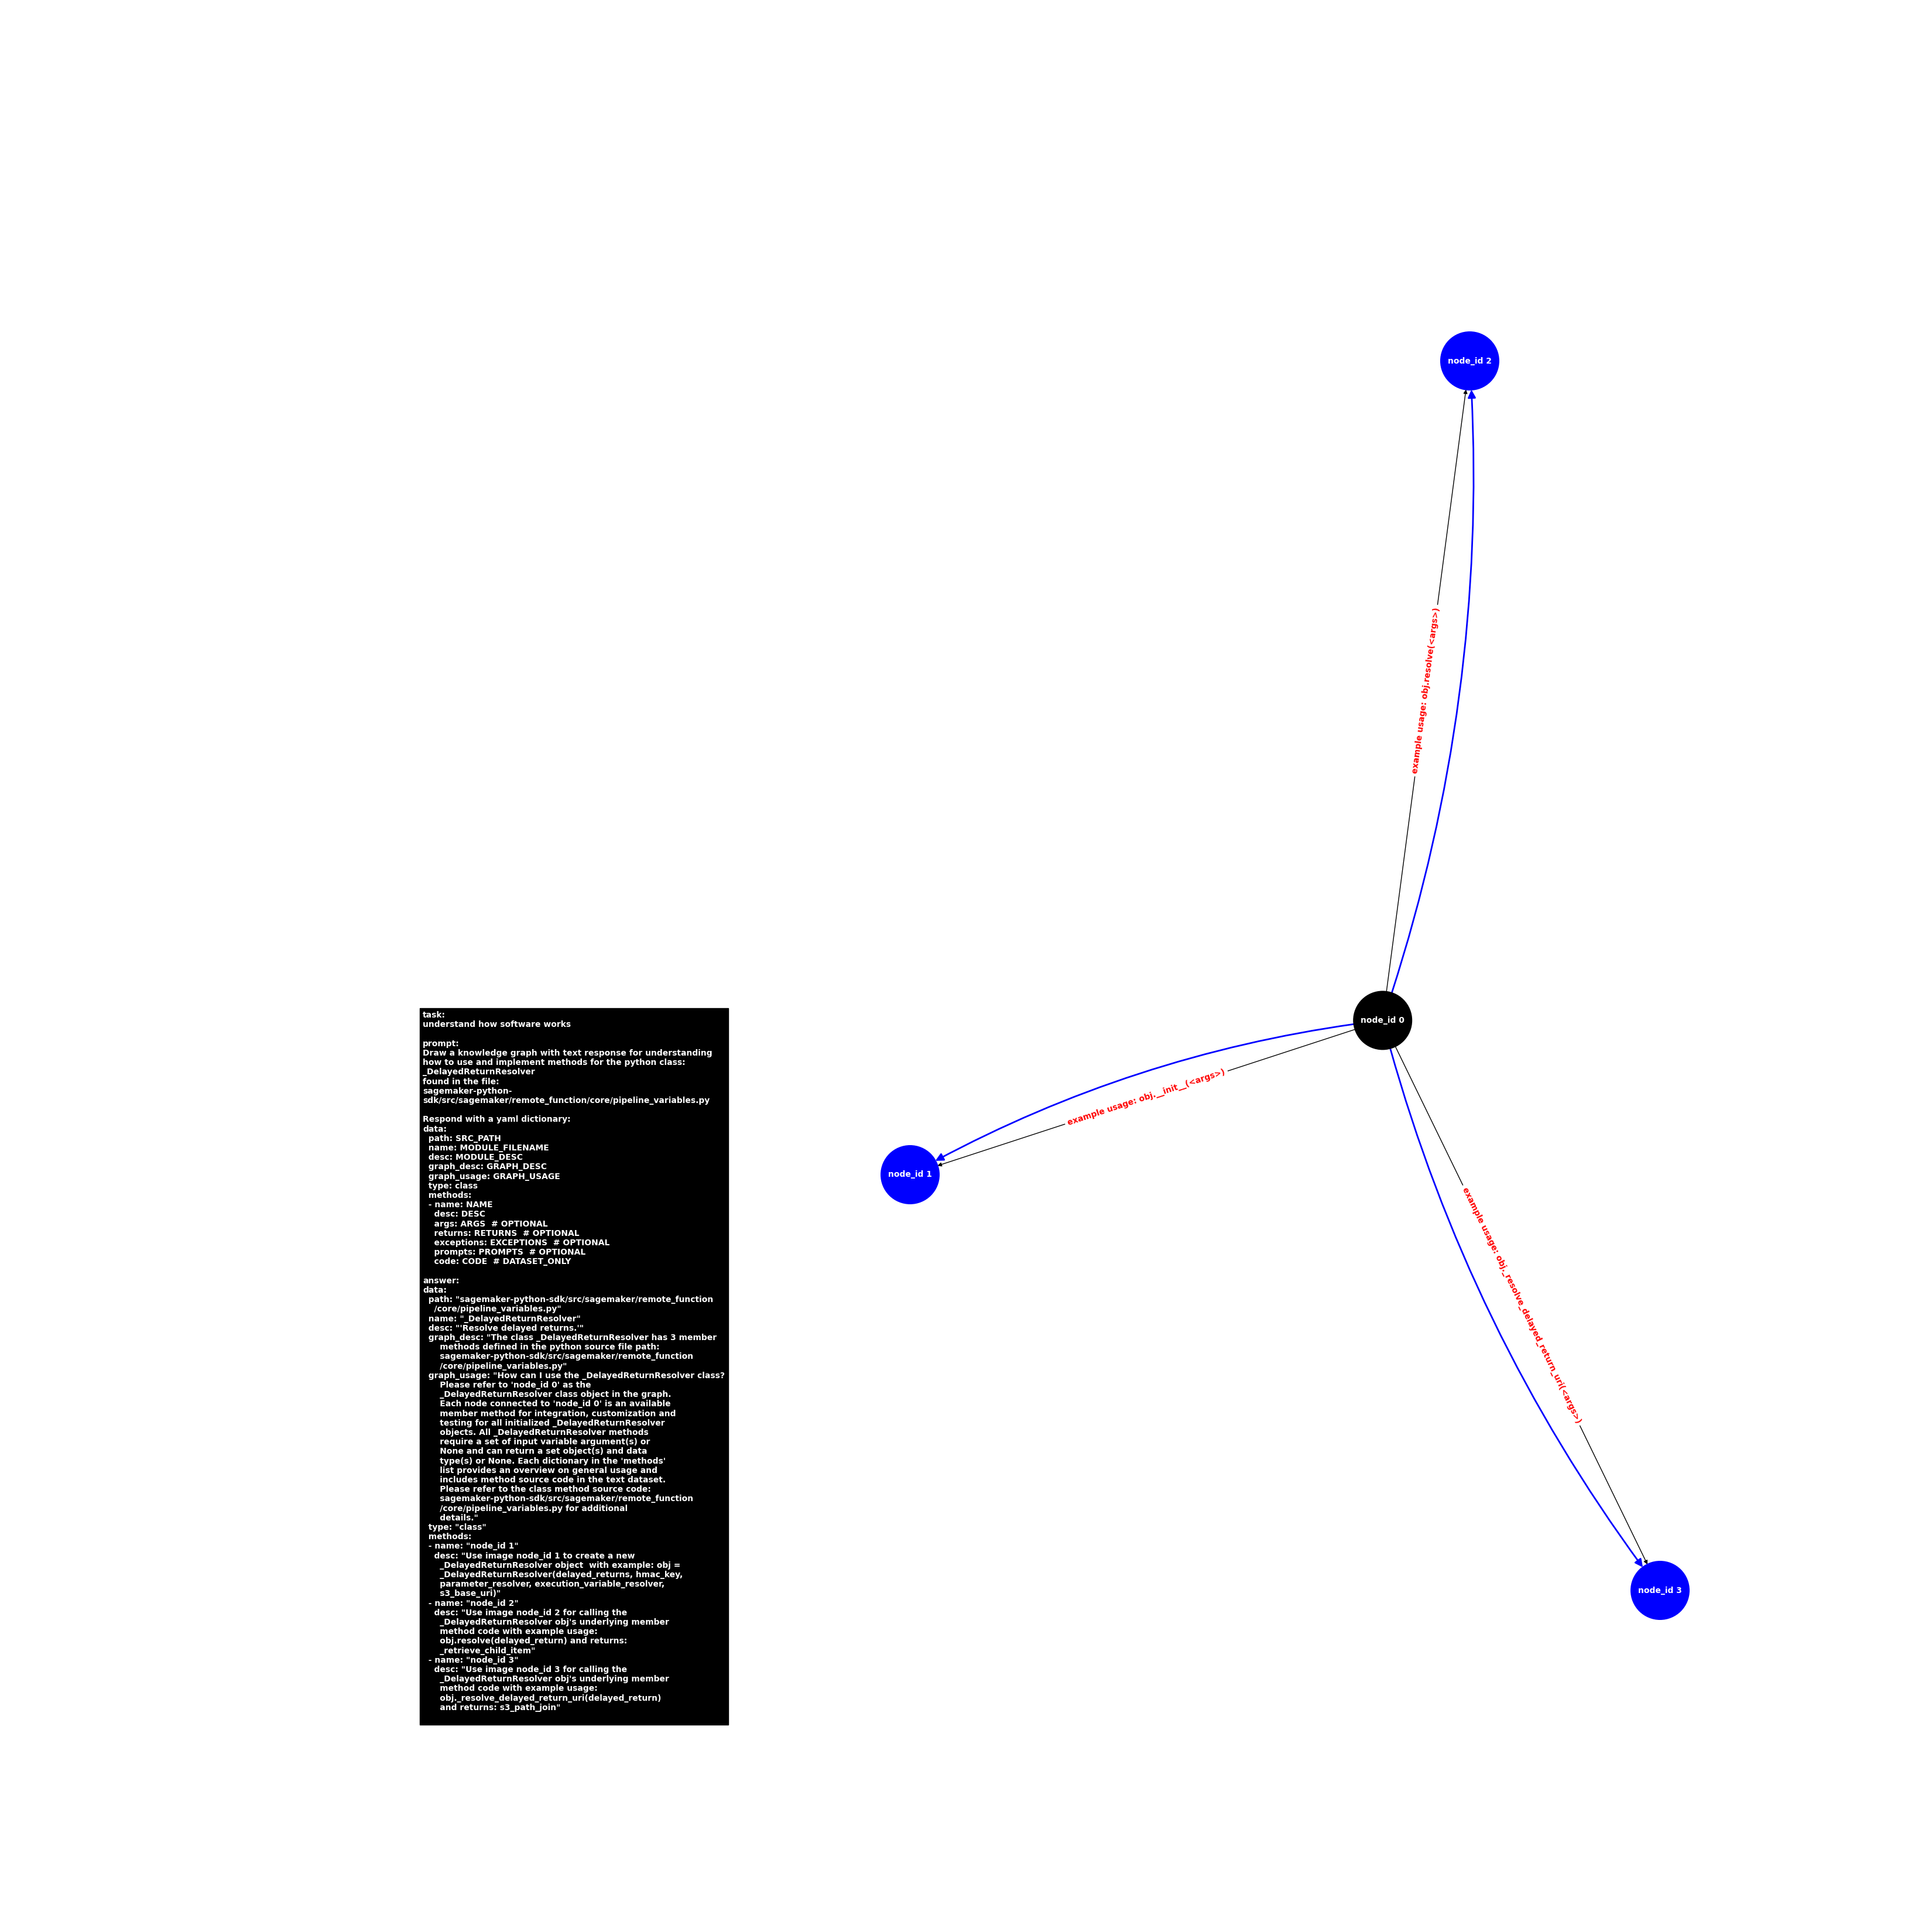 node_id 2
example usage: obj.resolve(<args>)
node_id 0
example usage: obj.__init__(<args>)
node_id 1
example usage: obj._resolve_delayed_return_uri(<args>)
node_id 3
task:
understand how software works

prompt:
Draw a knowledge graph with text response for understanding
how to use and implement methods for the python class:
_DelayedReturnResolver
found in the file:
sagemaker-python-
sdk/src/sagemaker/remote_function/core/pipeline_variables.py

Respond with a yaml dictionary:
data:
  path: SRC_PATH
  name: MODULE_FILENAME
  desc: MODULE_DESC
  graph_desc: GRAPH_DESC
  graph_usage: GRAPH_USAGE
  type: class
  methods:
  - name: NAME
    desc: DESC
    args: ARGS  # OPTIONAL
    returns: RETURNS  # OPTIONAL
    exceptions: EXCEPTIONS  # OPTIONAL
    prompts: PROMPTS  # OPTIONAL
    code: CODE  # DATASET_ONLY

answer:
data:
  path: "sagemaker-python-sdk/src/sagemaker/remote_function
    /core/pipeline_variables.py"
  name: "_DelayedReturnResolver"
  desc: "'Resolve delayed returns.'"
  graph_desc: "The class _DelayedReturnResolver has 3 member
      methods defined in the python source file path:
      sagemaker-python-sdk/src/sagemaker/remote_function
      /core/pipeline_variables.py"
  graph_usage: "How can I use the _DelayedReturnResolver class?
      Please refer to 'node_id 0' as the
      _DelayedReturnResolver class object in the graph.
      Each node connected to 'node_id 0' is an available
      member method for integration, customization and
      testing for all initialized _DelayedReturnResolver
      objects. All _DelayedReturnResolver methods
      require a set of input variable argument(s) or
      None and can return a set object(s) and data
      type(s) or None. Each dictionary in the 'methods'
      list provides an overview on general usage and
      includes method source code in the text dataset.
      Please refer to the class method source code:
      sagemaker-python-sdk/src/sagemaker/remote_function
      /core/pipeline_variables.py for additional
      details."
  type: "class"
  methods:
  - name: "node_id 1"
    desc: "Use image node_id 1 to create a new
      _DelayedReturnResolver object  with example: obj =
      _DelayedReturnResolver(delayed_returns, hmac_key,
      parameter_resolver, execution_variable_resolver,
      s3_base_uri)"
  - name: "node_id 2"
    desc: "Use image node_id 2 for calling the
      _DelayedReturnResolver obj's underlying member
      method code with example usage:
      obj.resolve(delayed_return) and returns:
      _retrieve_child_item"
  - name: "node_id 3"
    desc: "Use image node_id 3 for calling the
      _DelayedReturnResolver obj's underlying member
      method code with example usage:
      obj._resolve_delayed_return_uri(delayed_return)
      and returns: s3_path_join"